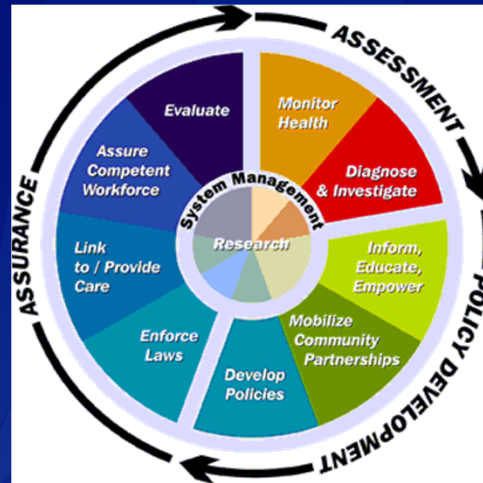 ASSESSMENT
Monitor
Health
Diagnose
& Investigate
POLICY DEVELOPMENT
Inform,
Educate,
Empower
Mobilize
Community
Partnerships
Develop
Policies
ASSURANCE
Enforce
Laws
Link
to / Provide
Care
Assure
Competent
Workforce
Evaluate
System Management
Research